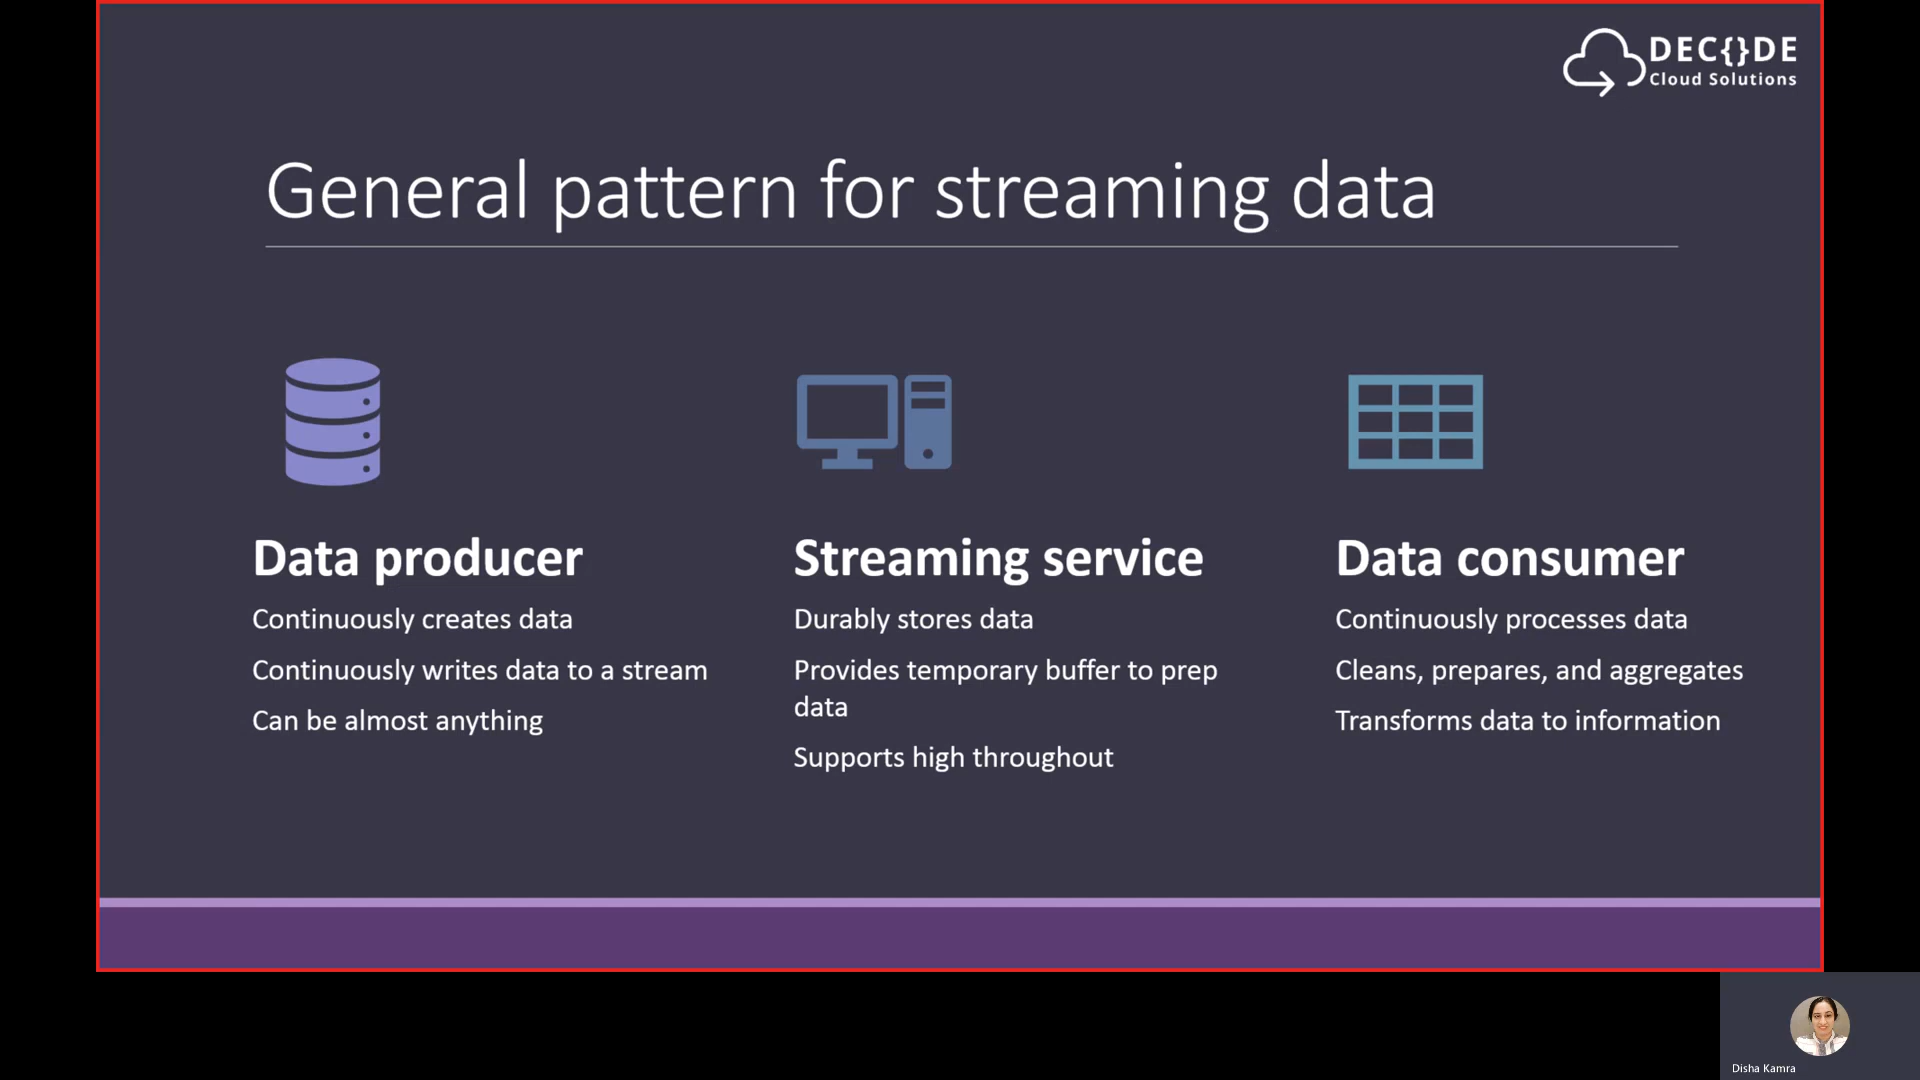 DEC{}DE
Cloud Solutions
General pattern for streaming data
Data producer
Continuously creates data
Continuously writes data to a stream
Can be almost anything
Streaming service
Durably stores data
Provides temporary buffer to prep
data
Supports high throughout
Data consumer
Continuously processes data
Cleans, prepares, and aggregates
Transforms data to information
Disha Kamra